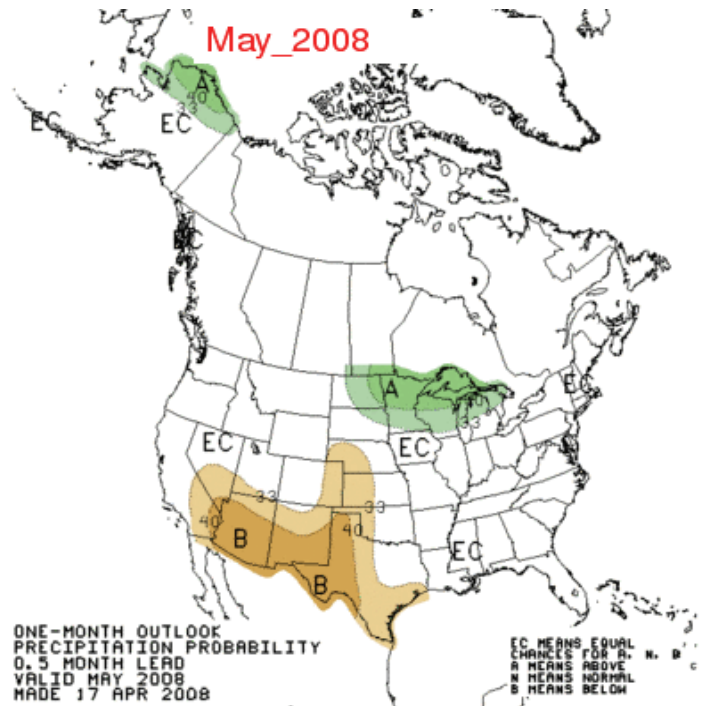 May_2008
A
40
33
EC
EC
EC
A
EC
33
EC
EC
33
33
40
40
B
EC
B
ONE-MONTH OUTLOOK
PRECIPITATION PROBABILITY
0.5 MONTH LEAD
VALID MAY 2008
MADE 17 APR 2008
EC MEANS EQUAL
CHANCES FOR A, N, B
A MEANS ABOVE
N MEANS NORMAL
B MEANS BELOW
C